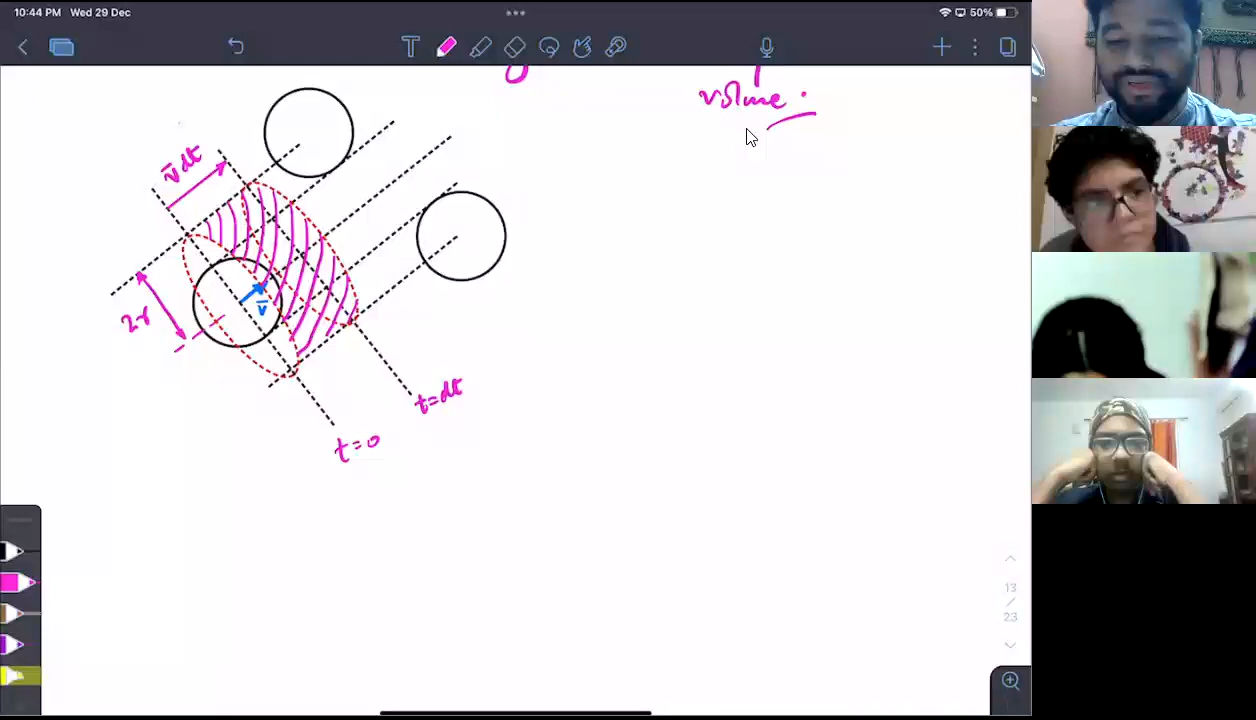 10:44 PM Wed 29 Dec
50%
volume.
v̄dt
2r
v̄
t=dt
t=0
13
/
23